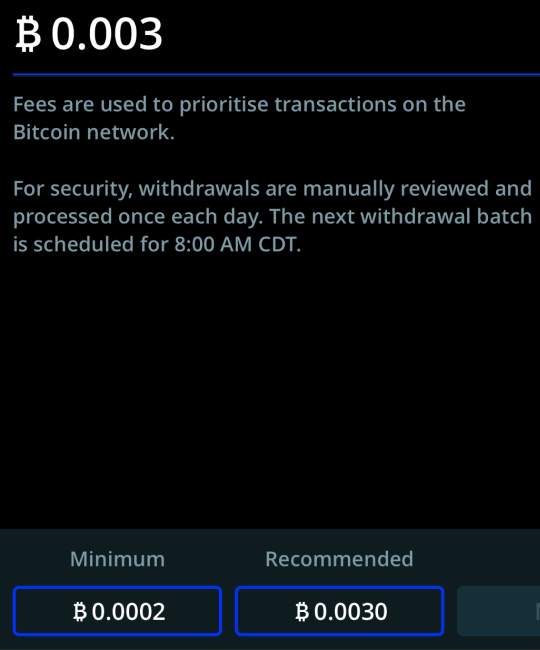 ₿ 0.003
Fees are used to prioritise transactions on the
Bitcoin network.
For security, withdrawals are manually reviewed and
processed once each day. The next withdrawal batch
is scheduled for 8:00 AM CDT.
Minimum Recommended
₿ 0.0002 ₿ 0.0030